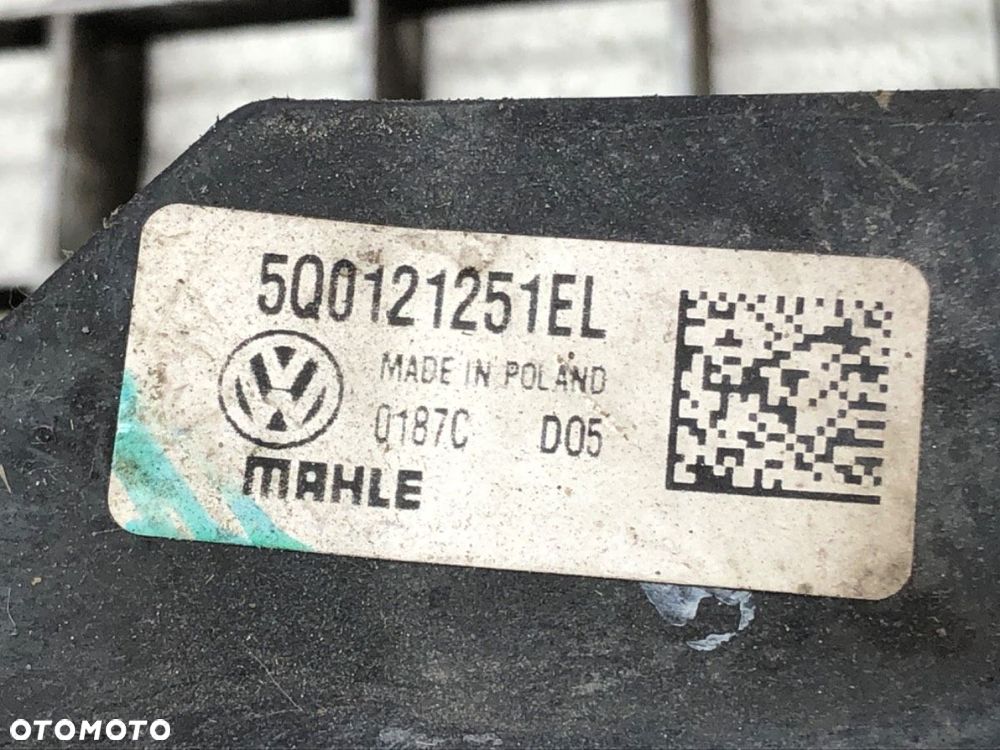 5Q0121251EL
MADE IN POLAND
0187C D05
MAHLE
OTOMOTO